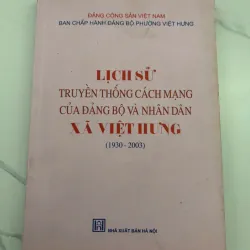 ĐẢNG CỘNG SẢN VIỆT NAM
BAN CHẤP HÀNH ĐẢNG BỘ PHƯỜNG VIỆT HƯNG
LỊCH SỬ
TRUYỀN THỐNG CÁCH MẠNG
CỦA ĐẢNG BỘ VÀ NHÂN DÂN
XÃ VIỆT HƯNG
(1930 - 2003)
NHÀ XUẤT BẢN HÀ NỘI